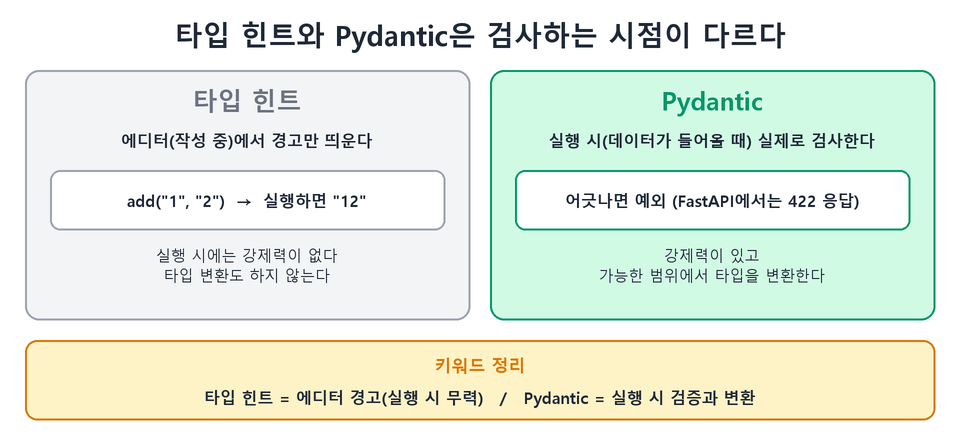 타입 힌트와 Pydantic은 검사하는 시점이 다르다
타입 힌트
에디터(작성 중)에서 경고만 띄운다
add("1", "2") → 실행하면 "12"
실행 시에는 강제력이 없다
타입 변환도 하지 않는다
Pydantic
실행 시(데이터가 들어올 때) 실제로 검사한다
어긋나면 예외 (FastAPI에서는 422 응답)
강제력이 있고
가능한 범위에서 타입을 변환한다
키워드 정리
타입 힌트 = 에디터 경고(실행 시 무력) / Pydantic = 실행 시 검증과 변환